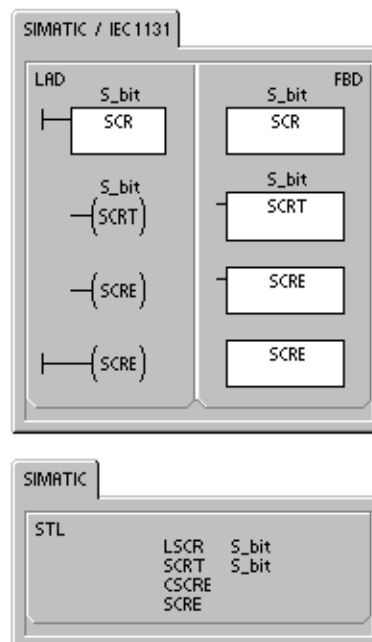 SIMATIC / IEC1131
LAD
FBD
S_bit
SCR
S_bit
SCR
S_bit
SCRT
S_bit
SCRT
SCRE
SCRE
SCRE
SCRE
SIMATIC
STL
LSCR S_bit
SCRT S_bit
CSCRE
SCRE